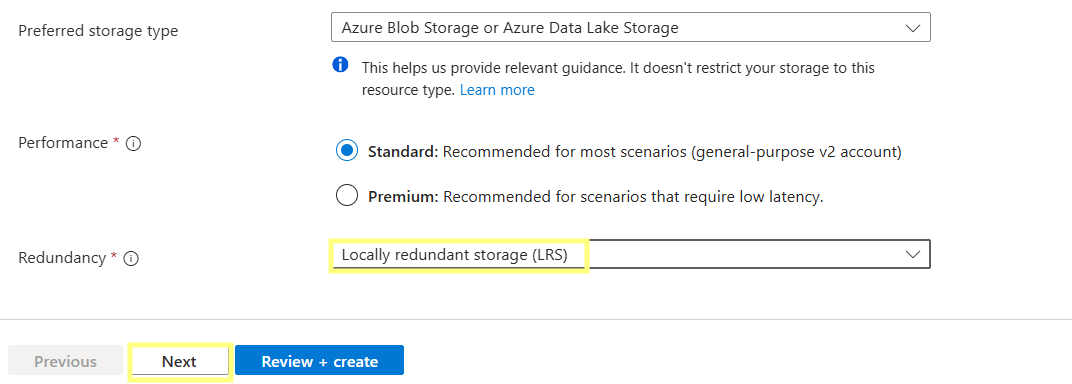 Preferred storage type
Azure Blob Storage or Azure Data Lake Storage
This helps us provide relevant guidance. It doesn't restrict your storage to this
resource type. Learn more
Performance *
Standard: Recommended for most scenarios (general-purpose v2 account)
Premium: Recommended for scenarios that require low latency.
Redundancy *
Locally redundant storage (LRS)
Previous
Next
Review + create